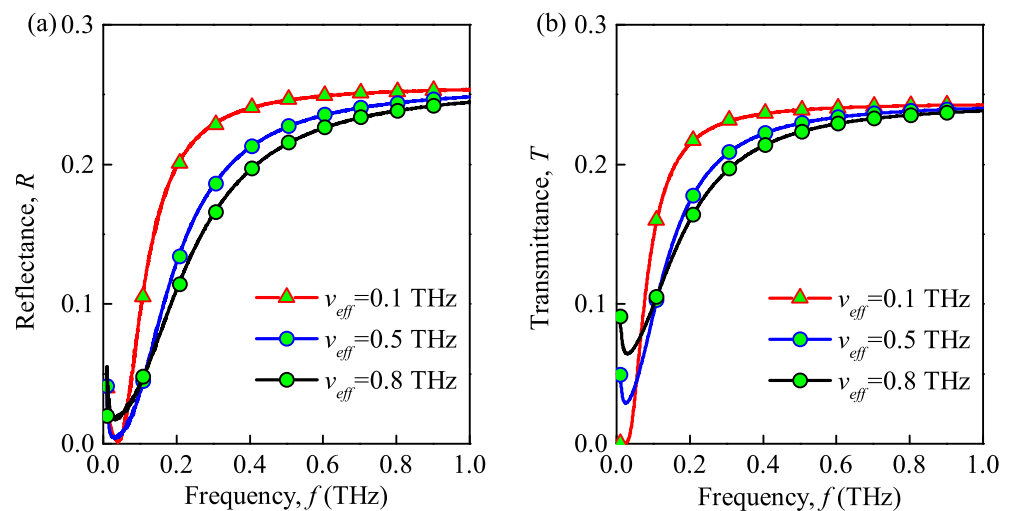 (a)
0.3
0.2
0.1
0.0
Reflectance, R
v_eff=0.1 THz
v_eff=0.5 THz
v_eff=0.8 THz
0.0 0.2 0.4 0.6 0.8 1.0
Frequency, f (THz)
(b)
0.3
0.2
0.1
0.0
Transmittance, T
v_eff=0.1 THz
v_eff=0.5 THz
v_eff=0.8 THz
0.0 0.2 0.4 0.6 0.8 1.0
Frequency, f (THz)